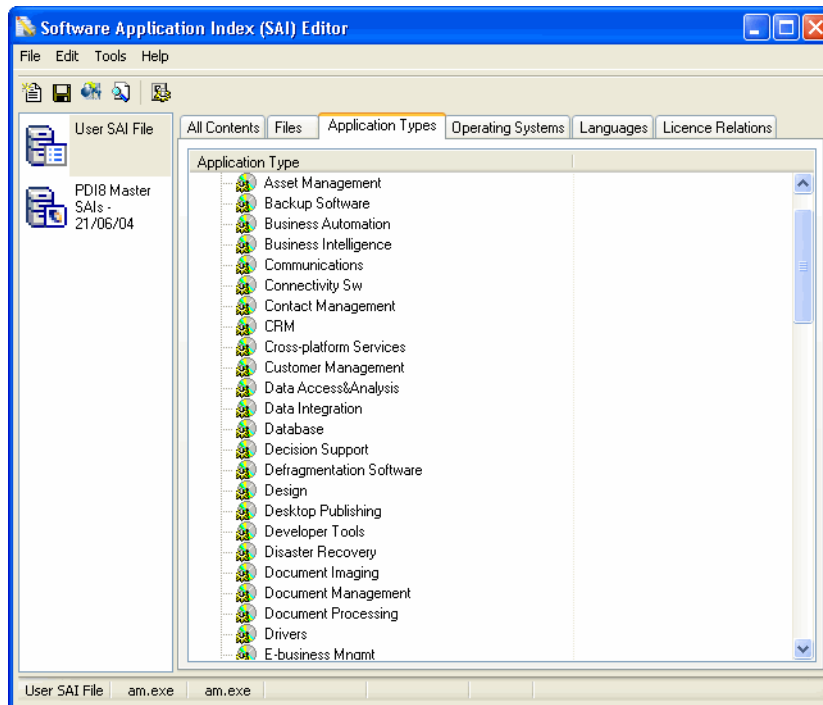 Software Application Index (SAI) Editor
File Edit Tools Help
User SAI File
PDI8 Master
SAIs -
21/06/04
All Contents Files Application Types Operating Systems Languages Licence Relations
Application Type
Asset Management
Backup Software
Business Automation
Business Intelligence
Communications
Connectivity Sw
Contact Management
CRM
Cross-platform Services
Customer Management
Data Access&Analysis
Data Integration
Database
Decision Support
Defragmentation Software
Design
Desktop Publishing
Developer Tools
Disaster Recovery
Document Imaging
Document Management
Document Processing
Drivers
E-business Mngmt
User SAI File am.exe am.exe